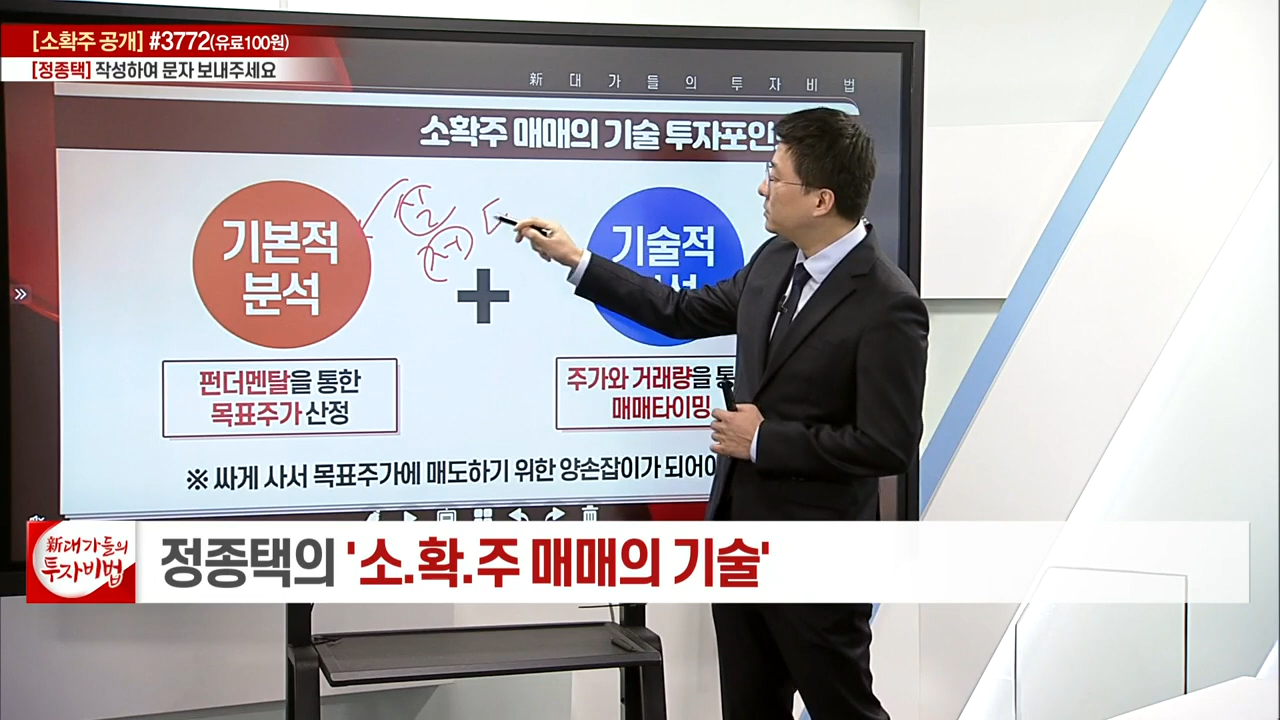 [소확주 공개] #3772(유료100원)
[정종택] 작성하여 문자 보내주세요
新 대가들의 투자비법
소확주 매매의 기술 투자포인
기본적
분석
실
적
+
기술적
펀더멘탈을 통한
목표주가 산정
주가와 거래량을 통
매매타이밍
※ 싸게 사서 목표주가에 매도하기 위한 양손잡이가 되어야
新대가들의
투자비법
정종택의 '소.확.주 매매의 기술'